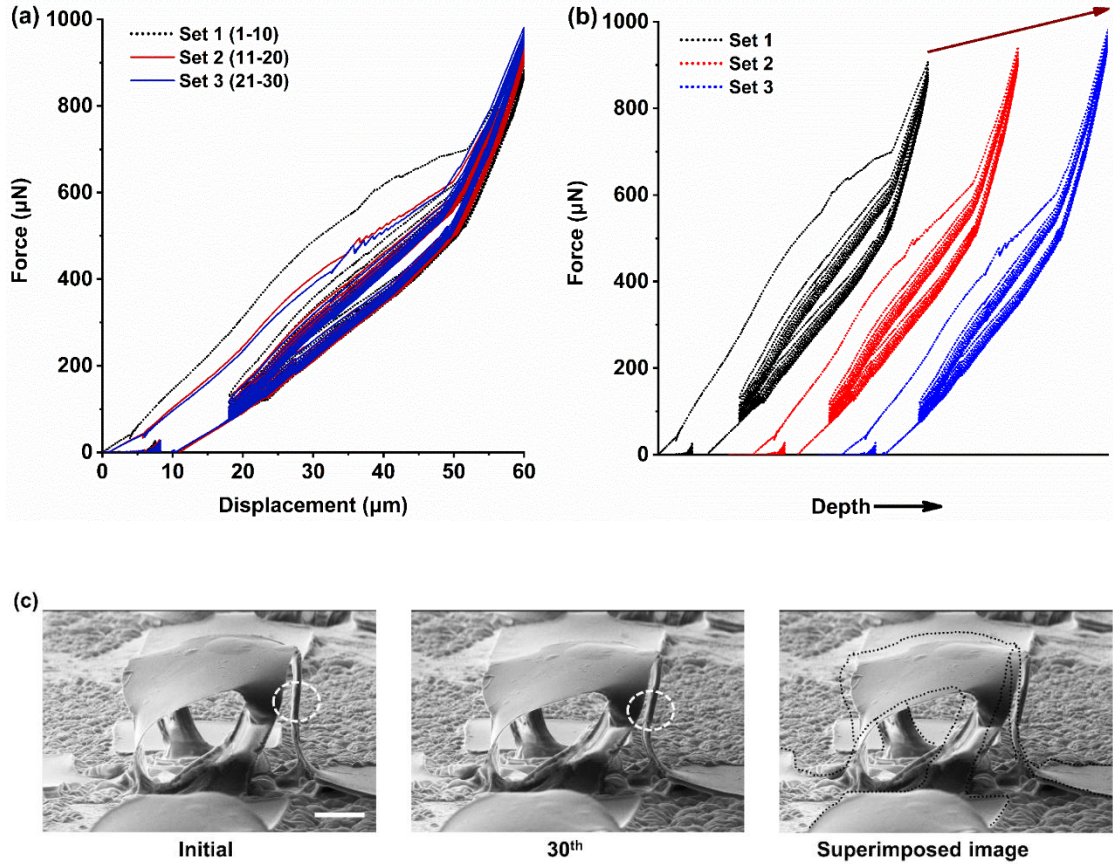 (a)
1000
800
600
400
200
0
Force (µN)
Set 1 (1-10)
Set 2 (11-20)
Set 3 (21-30)
0 10 20 30 40 50 60
Displacement (µm)
(b)
1000
800
600
400
200
0
Force (µN)
Set 1
Set 2
Set 3
Depth
(c)
Initial
30th
Superimposed image